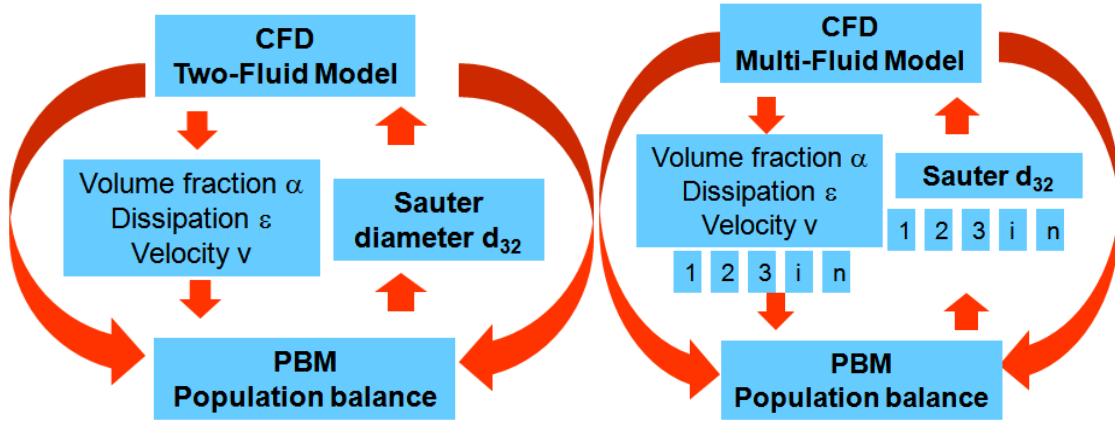 CFD
Two-Fluid Model
Volume fraction α
Dissipation ε
Velocity v
Sauter
diameter d₃₂
PBM
Population balance
CFD
Multi-Fluid Model
Volume fraction α
Dissipation ε
Velocity v
1 2 3 i n
Sauter d₃₂
1 2 3 i n
PBM
Population balance